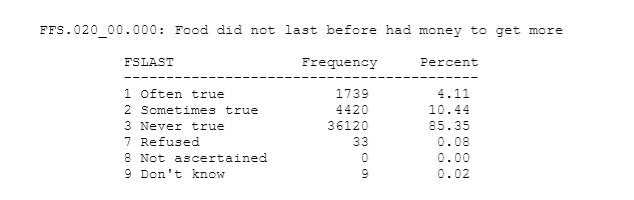 FFS.020_00.000: Food did not last before had money to get more
FSLAST Frequency Percent
--------------------------------------------
1 Often true 1739 4.11
2 Sometimes true 4420 10.44
3 Never true 36120 85.35
7 Refused 33 0.08
8 Not ascertained 0 0.00
9 Don't know 9 0.02